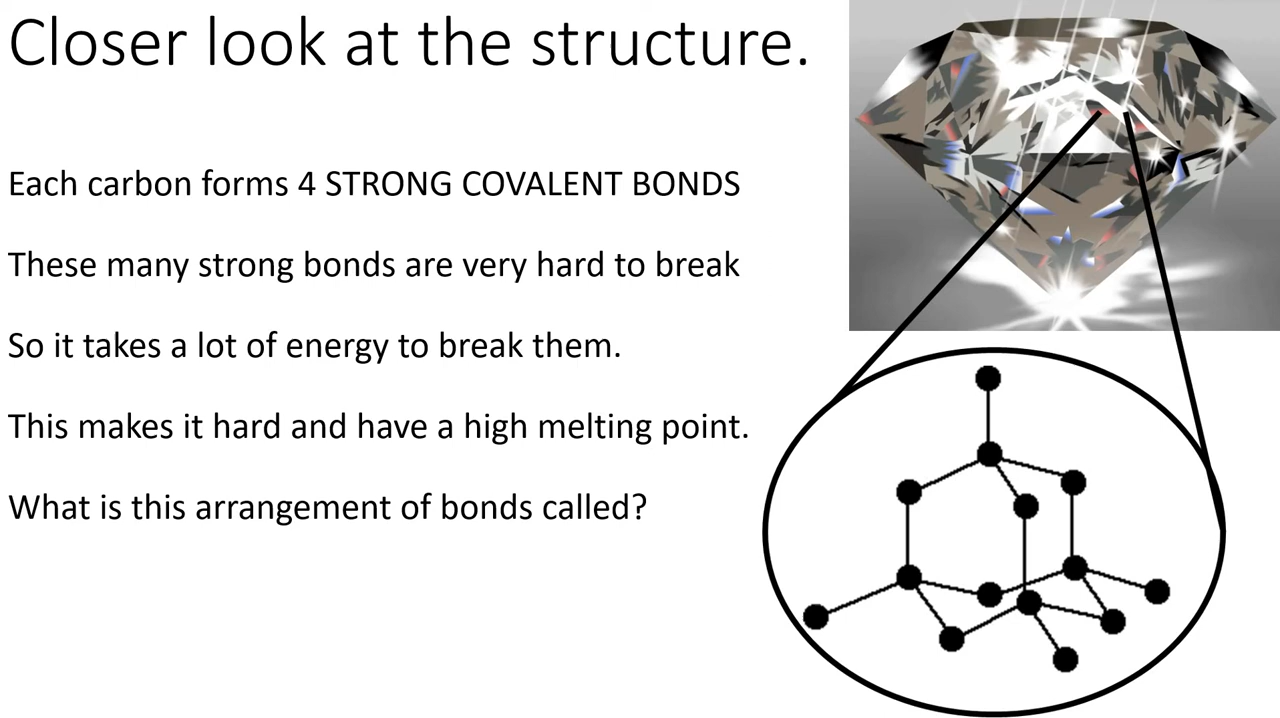 Closer look at the structure.
Each carbon forms 4 STRONG COVALENT BONDS
These many strong bonds are very hard to break
So it takes a lot of energy to break them.
This makes it hard and have a high melting point.
What is this arrangement of bonds called?